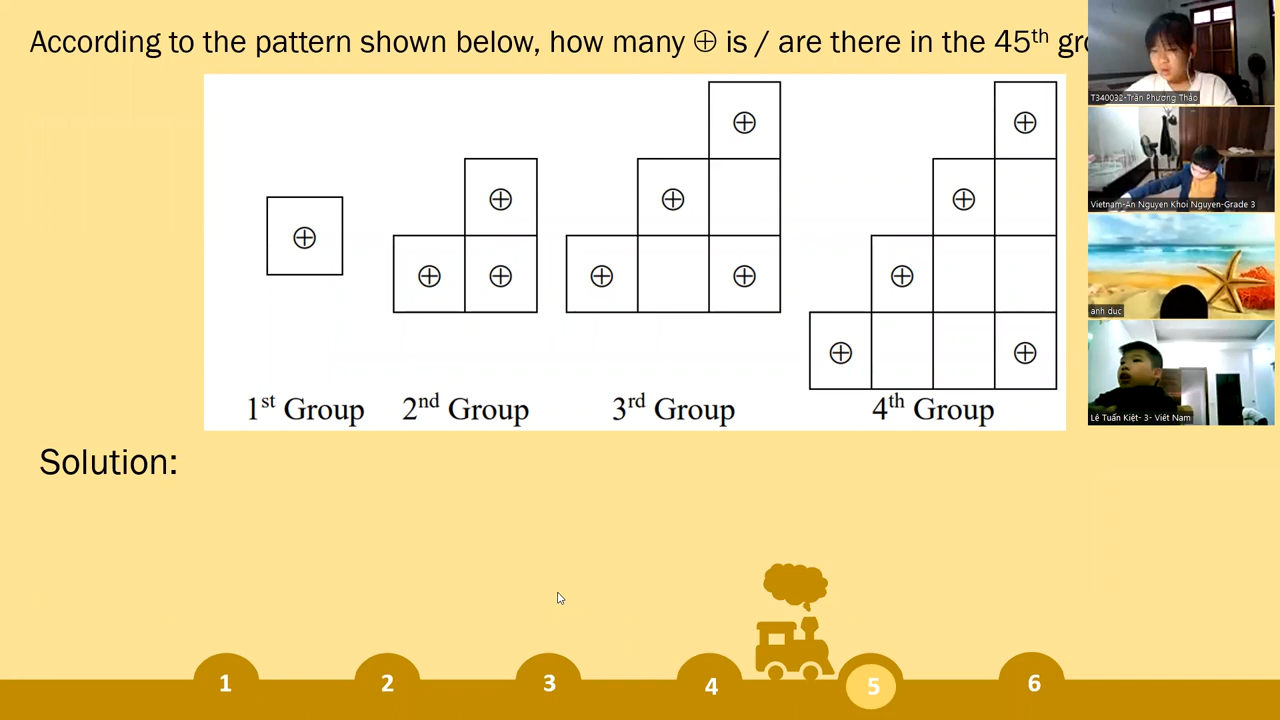 According to the pattern shown below, how many ⊕ is / are there in the 45th gro
1st Group
2nd Group
3rd Group
4th Group
Solution:
1
2
3
4
5
6
T340032-Trần Phương Thảo
Vietnam-An Nguyen Khoi Nguyen-Grade 3
anh duc
Lê Tuấn Kiệt- 3- Việt Nam